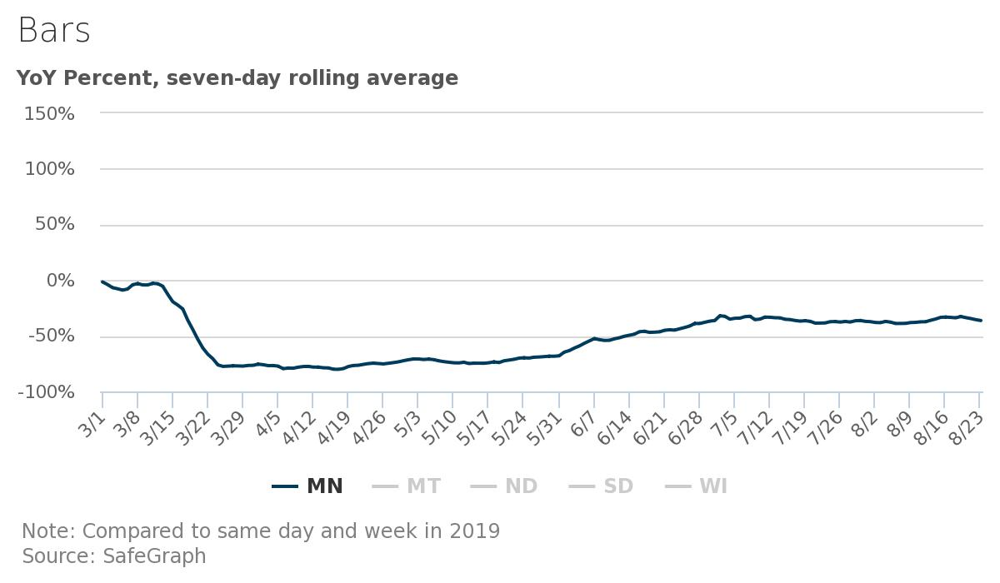 Bars
YoY Percent, seven-day rolling average
150%
100%
50%
0%
-50%
-100%
3/1 3/8 3/15 3/22 3/29 4/5 4/12 4/19 4/26 5/3 5/10 5/17 5/24 5/31 6/7 6/14 6/21 6/28 7/5 7/12 7/19 7/26 8/2 8/9 8/16 8/23
MN MT ND SD WI
Note: Compared to same day and week in 2019
Source: SafeGraph